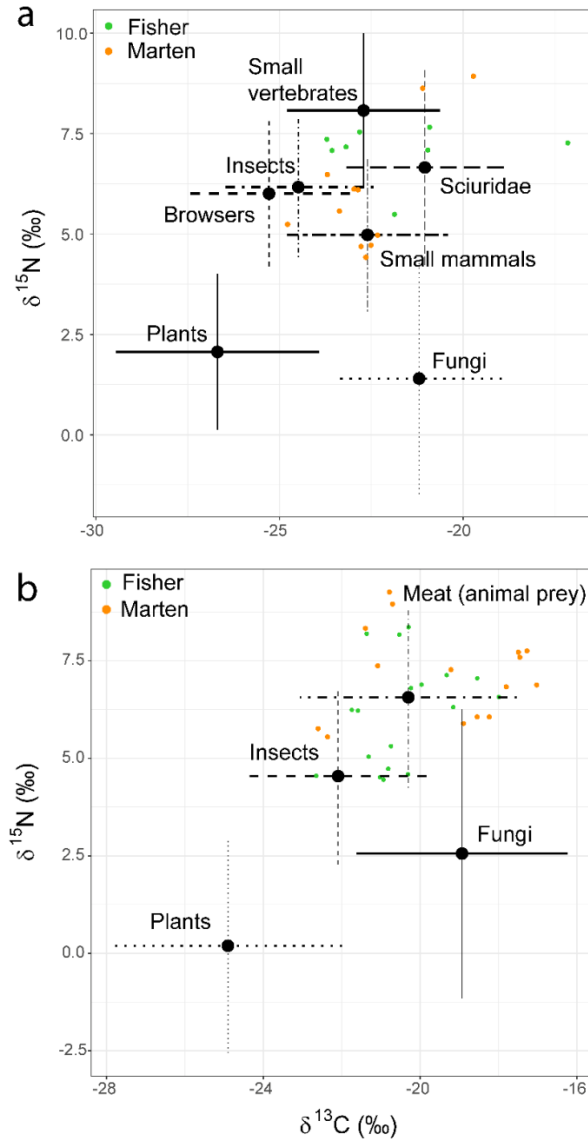 a
Fisher
Marten
10.0
7.5
5.0
2.5
0.0
δ¹⁵N (‰)
Small
vertebrates
Insects
Browsers
Sciuridae
Small mammals
Plants
Fungi
-30
-25
-20
b
Fisher
Marten
Meat (animal prey)
7.5
5.0
2.5
0.0
-2.5
δ¹⁵N (‰)
Insects
Fungi
Plants
-28
-24
-20
-16
δ¹³C (‰)